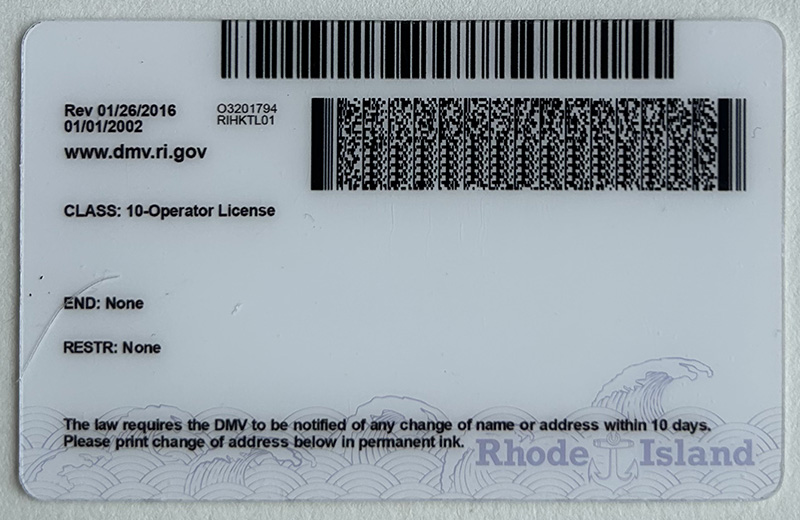 Rev 01/26/2016
01/01/2002
O3201794
RIHKTL01
www.dmv.ri.gov
CLASS: 10-Operator License
END: None
RESTR: None
The law requires the DMV to be notified of any change of name or address within 10 days.
Please print change of address below in permanent ink.
Rhode Island